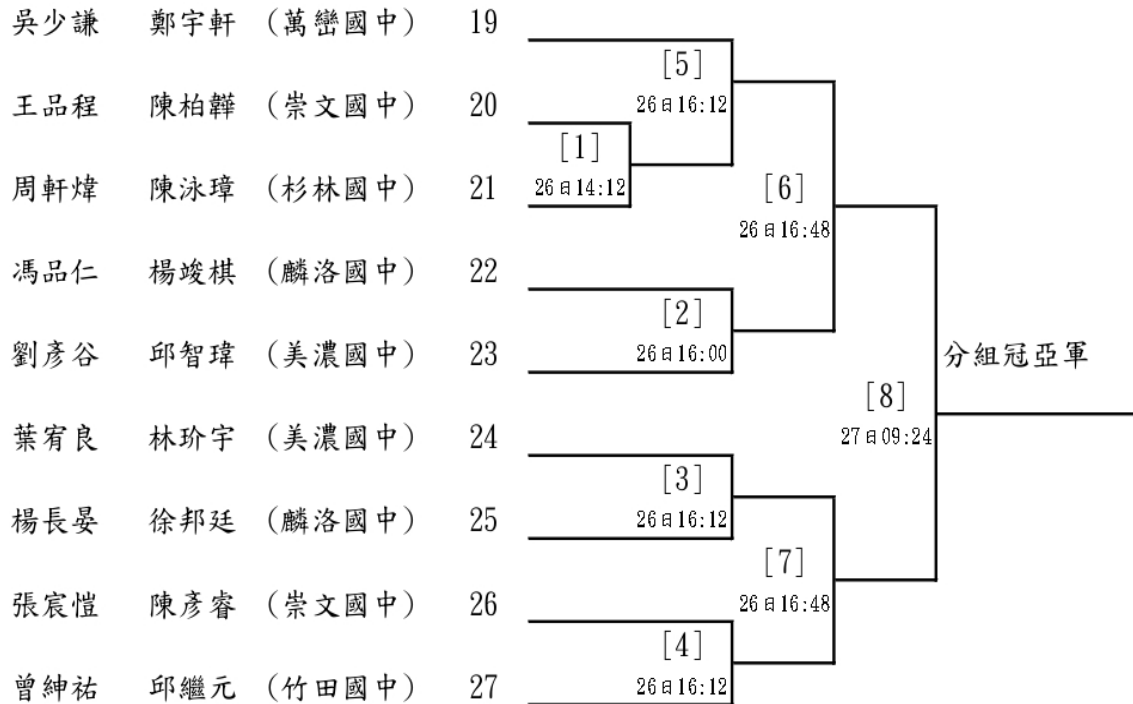 吳少謙 鄭宇軒 (萬巒國中) 19
[5]
王品程 陳柏韡 (崇文國中) 20 26日16:12
[1]
周軒煒 陳泳璋 (杉林國中) 21 26日14:12 [6]
26日16:48
馮品仁 楊竣棋 (麟洛國中) 22
[2]
劉彥谷 邱智瑋 (美濃國中) 23 26日16:00 分組冠亞軍
[8]
葉宥良 林玠宇 (美濃國中) 24 27日09:24
[3]
楊長晏 徐邦廷 (麟洛國中) 25 26日16:12
[7]
張宸愷 陳彥睿 (崇文國中) 26 26日16:48
[4]
曾紳祐 邱繼元 (竹田國中) 27 26日16:12